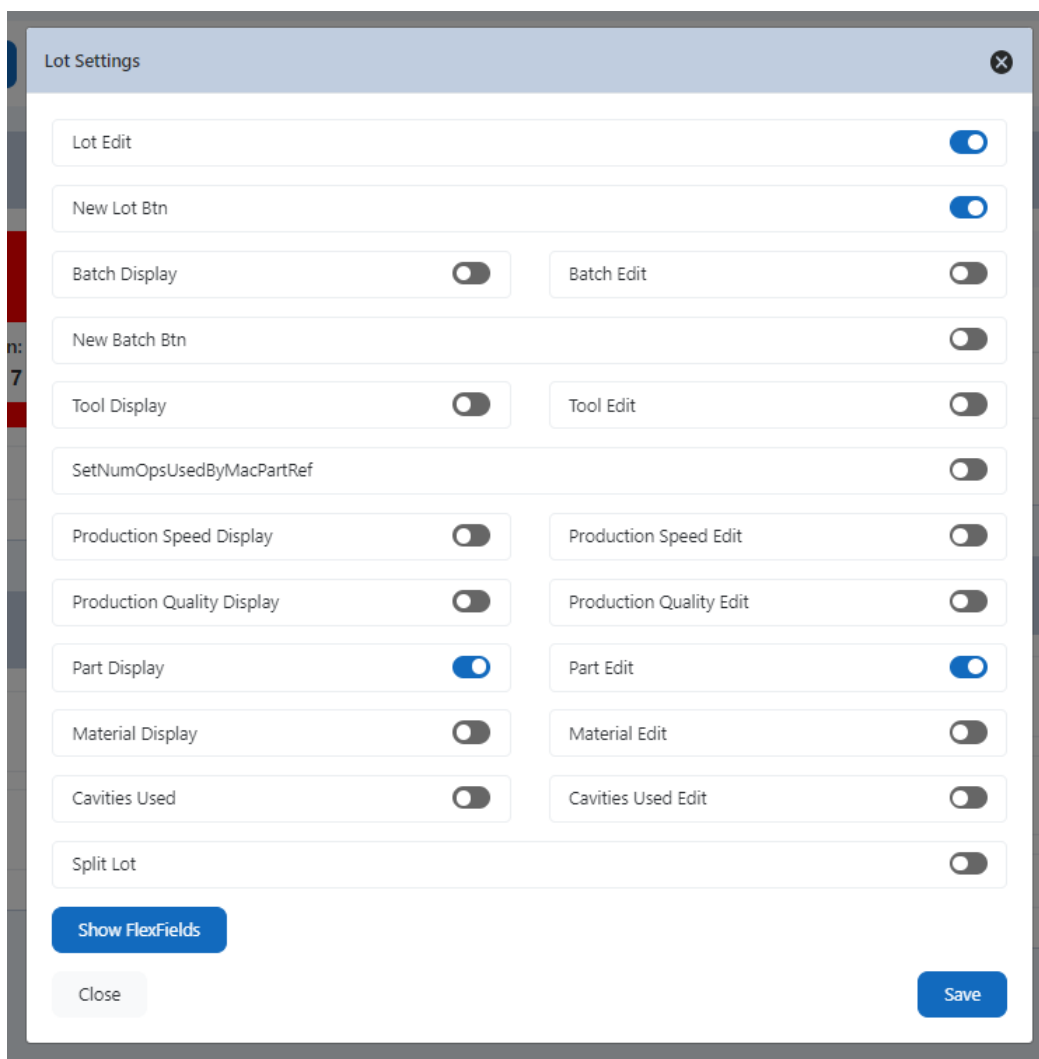 Lot Settings
Lot Edit
New Lot Btn
Batch Display
Batch Edit
New Batch Btn
n:
7
Tool Display
Tool Edit
SetNumOpsUsedByMacPartRef
Production Speed Display
Production Speed Edit
Production Quality Display
Production Quality Edit
Part Display
Part Edit
Material Display
Material Edit
Cavities Used
Cavities Used Edit
Split Lot
Show FlexFields
Close
Save